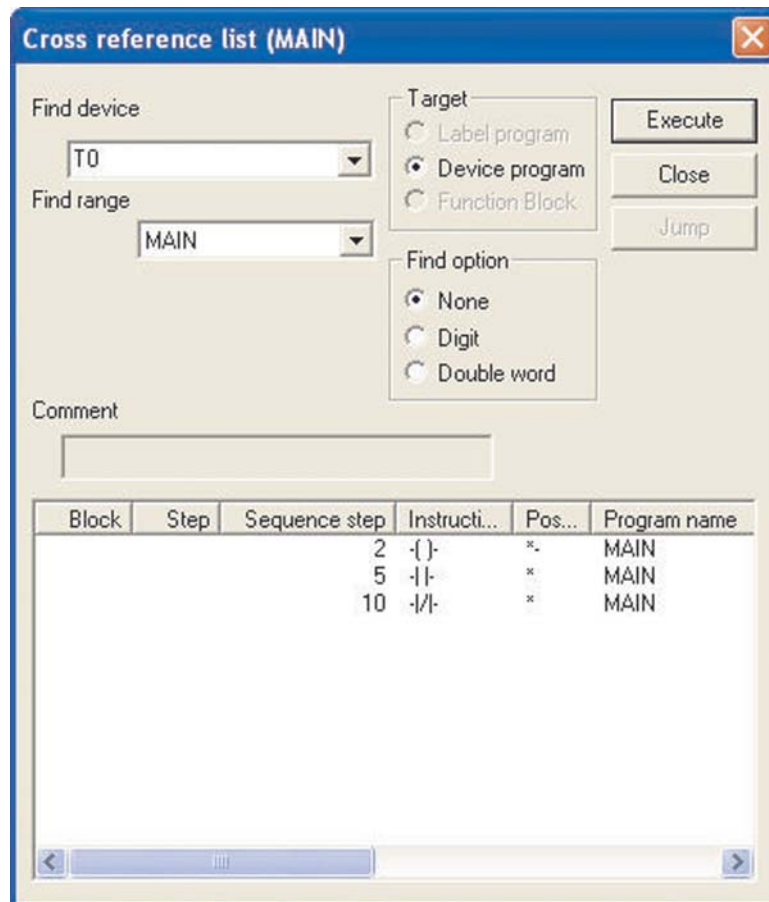 Cross reference list (MAIN)
Find device
T0
Find range
MAIN
Target
Label program
Device program
Function Block
Find option
None
Digit
Double word
Execute
Close
Jump
Comment
Block Step Sequence step Instructi... Pos... Program name
2 -( )- *- MAIN
5 -| |- * MAIN
10 -|/|- * MAIN